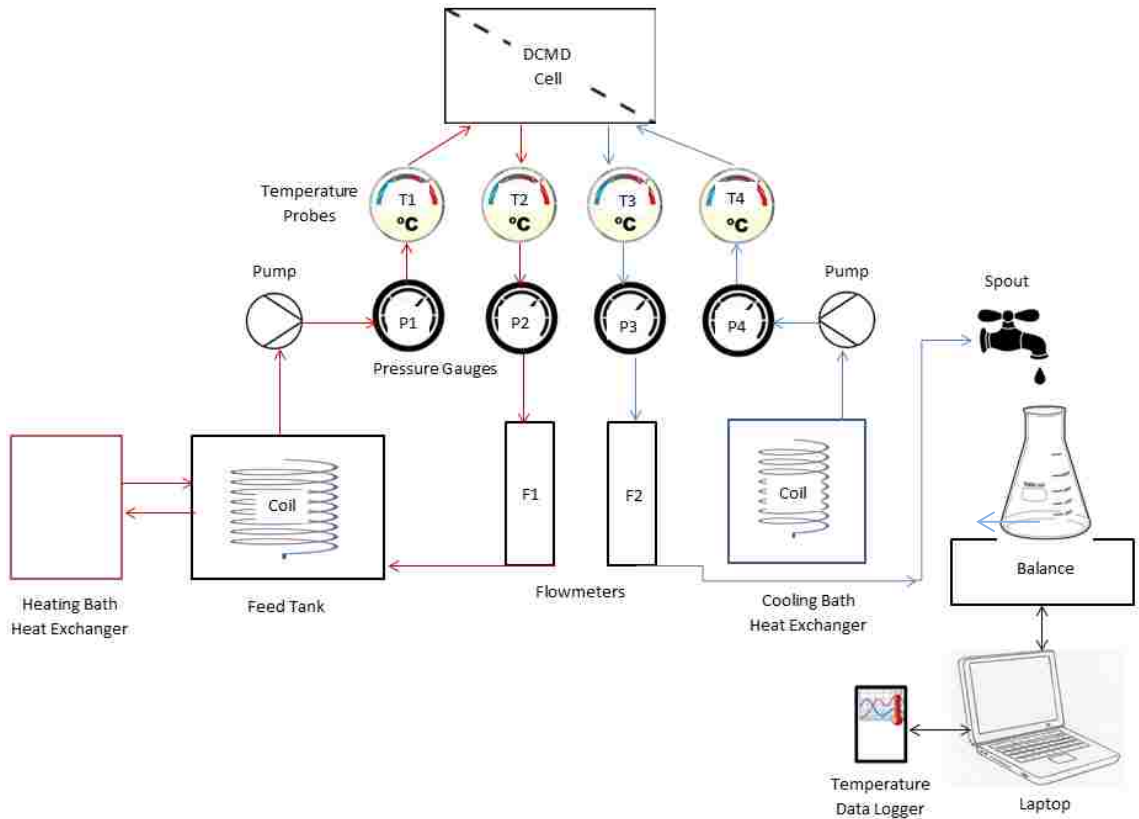 DCMD
Cell
Temperature
Probes
T1
T2
T3
T4
°C
°C
°C
°C
Pump
Pump
Spout
P1
P2
P3
P4
Pressure Gauges
Coil
F1
F2
Coil
Balance
Heating Bath
Heat Exchanger
Feed Tank
Flowmeters
Cooling Bath
Heat Exchanger
Temperature
Data Logger
Laptop